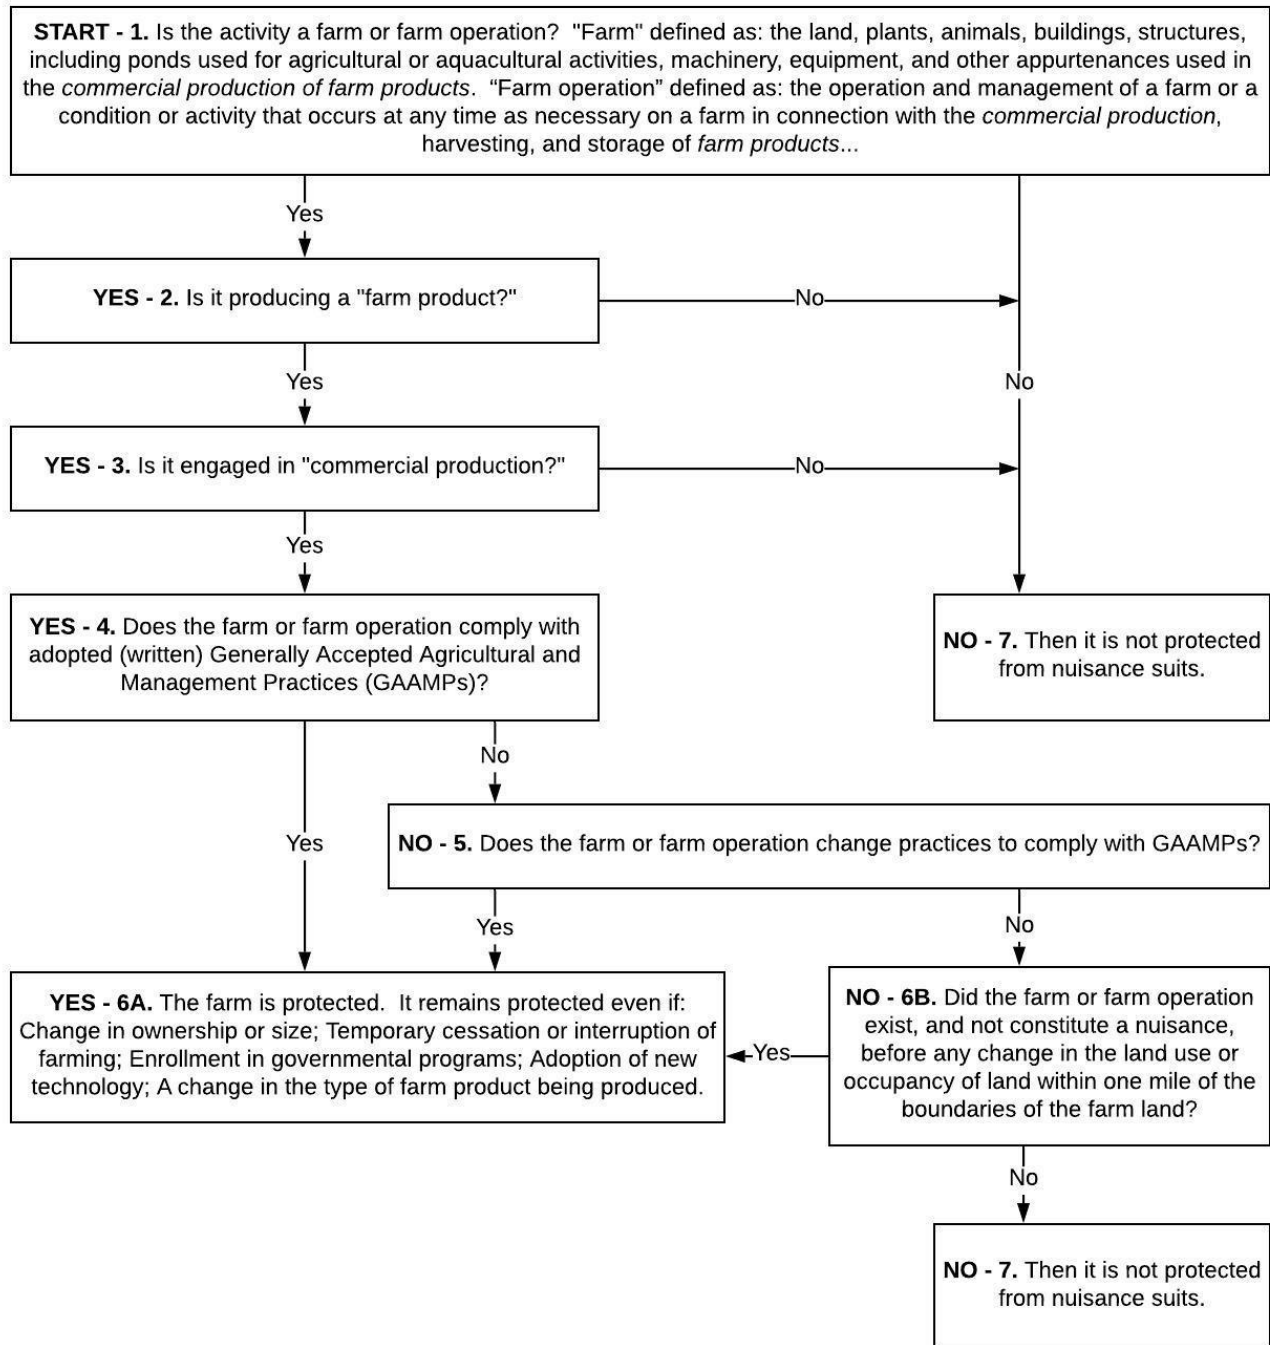 START - 1. Is the activity a farm or farm operation?  "Farm" defined as: the land, plants, animals, buildings, structures,
including ponds used for agricultural or aquacultural activities, machinery, equipment, and other appurtenances used in
the commercial production of farm products.  “Farm operation” defined as: the operation and management of a farm or a
condition or activity that occurs at any time as necessary on a farm in connection with the commercial production,
harvesting, and storage of farm products...
Yes
YES - 2. Is it producing a "farm product?"
No
Yes
No
YES - 3. Is it engaged in "commercial production?"
No
Yes
YES - 4. Does the farm or farm operation comply with
adopted (written) Generally Accepted Agricultural and
Management Practices (GAAMPs)?
NO - 7. Then it is not protected
from nuisance suits.
No
Yes
NO - 5. Does the farm or farm operation change practices to comply with GAAMPs?
Yes
No
YES - 6A. The farm is protected.  It remains protected even if:
Change in ownership or size; Temporary cessation or interruption of
farming; Enrollment in governmental programs; Adoption of new
technology; A change in the type of farm product being produced.
Yes
NO - 6B. Did the farm or farm operation
exist, and not constitute a nuisance,
before any change in the land use or
occupancy of land within one mile of the
boundaries of the farm land?
No
NO - 7. Then it is not protected
from nuisance suits.